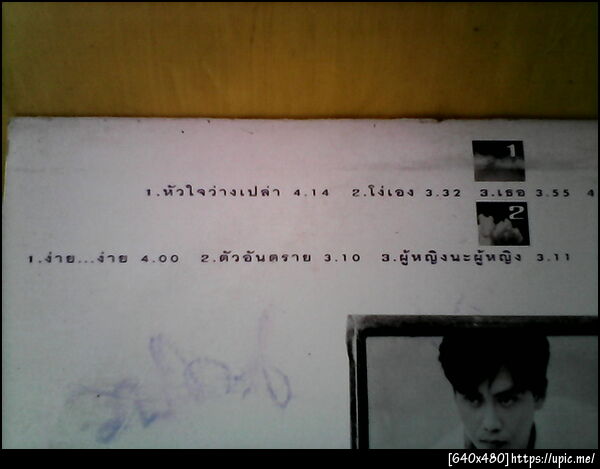 1
1.หัวใจว่างเปล่า 4.14 2.โง่เอง 3.32 3.เธอ 3.55 4
2
1.ง่าย...ง่าย 4.00 2.ตัวอันตราย 3.10 3.ผู้หญิงนะผู้หญิง 3.11
[640x480]https://upic.me/